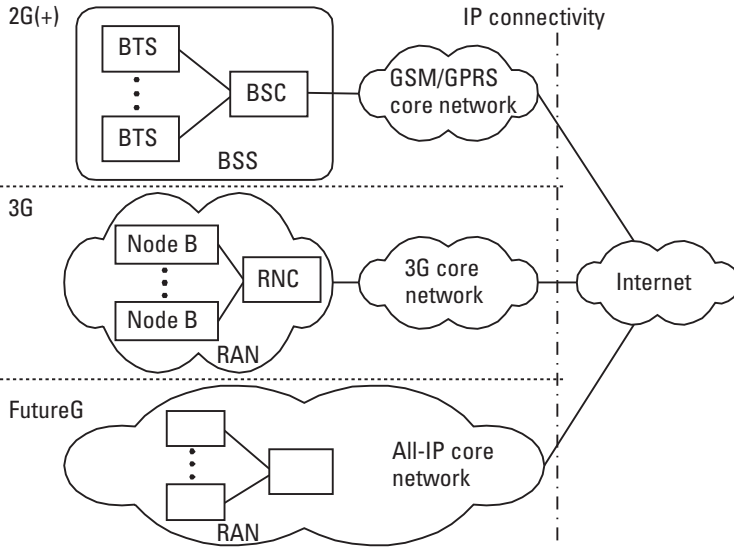 2G(+)
IP connectivity
BTS
BTS
BSC
BSS
GSM/GPRS
core network
3G
Node B
Node B
RNC
RAN
3G core
network
Internet
FutureG
All-IP core
network
RAN